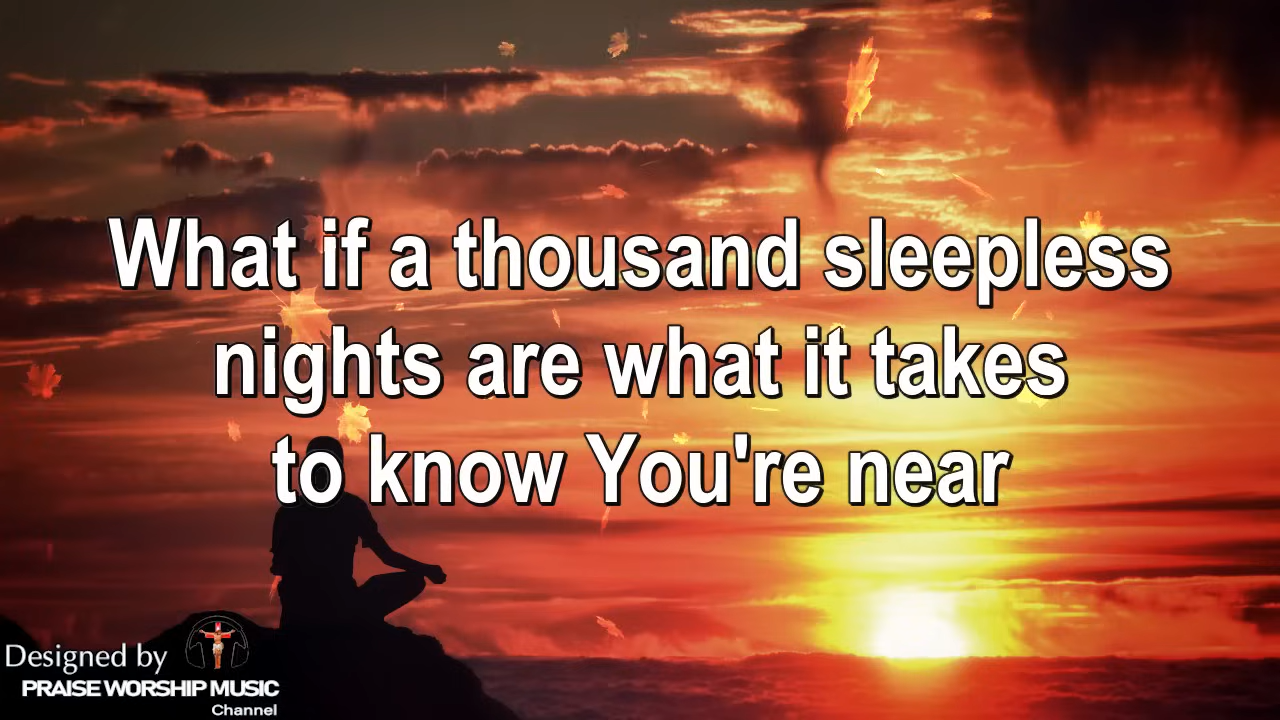 What if a thousand sleepless
nights are what it takes
to know You're near
Designed by
PRAISE WORSHIP MUSIC
Channel